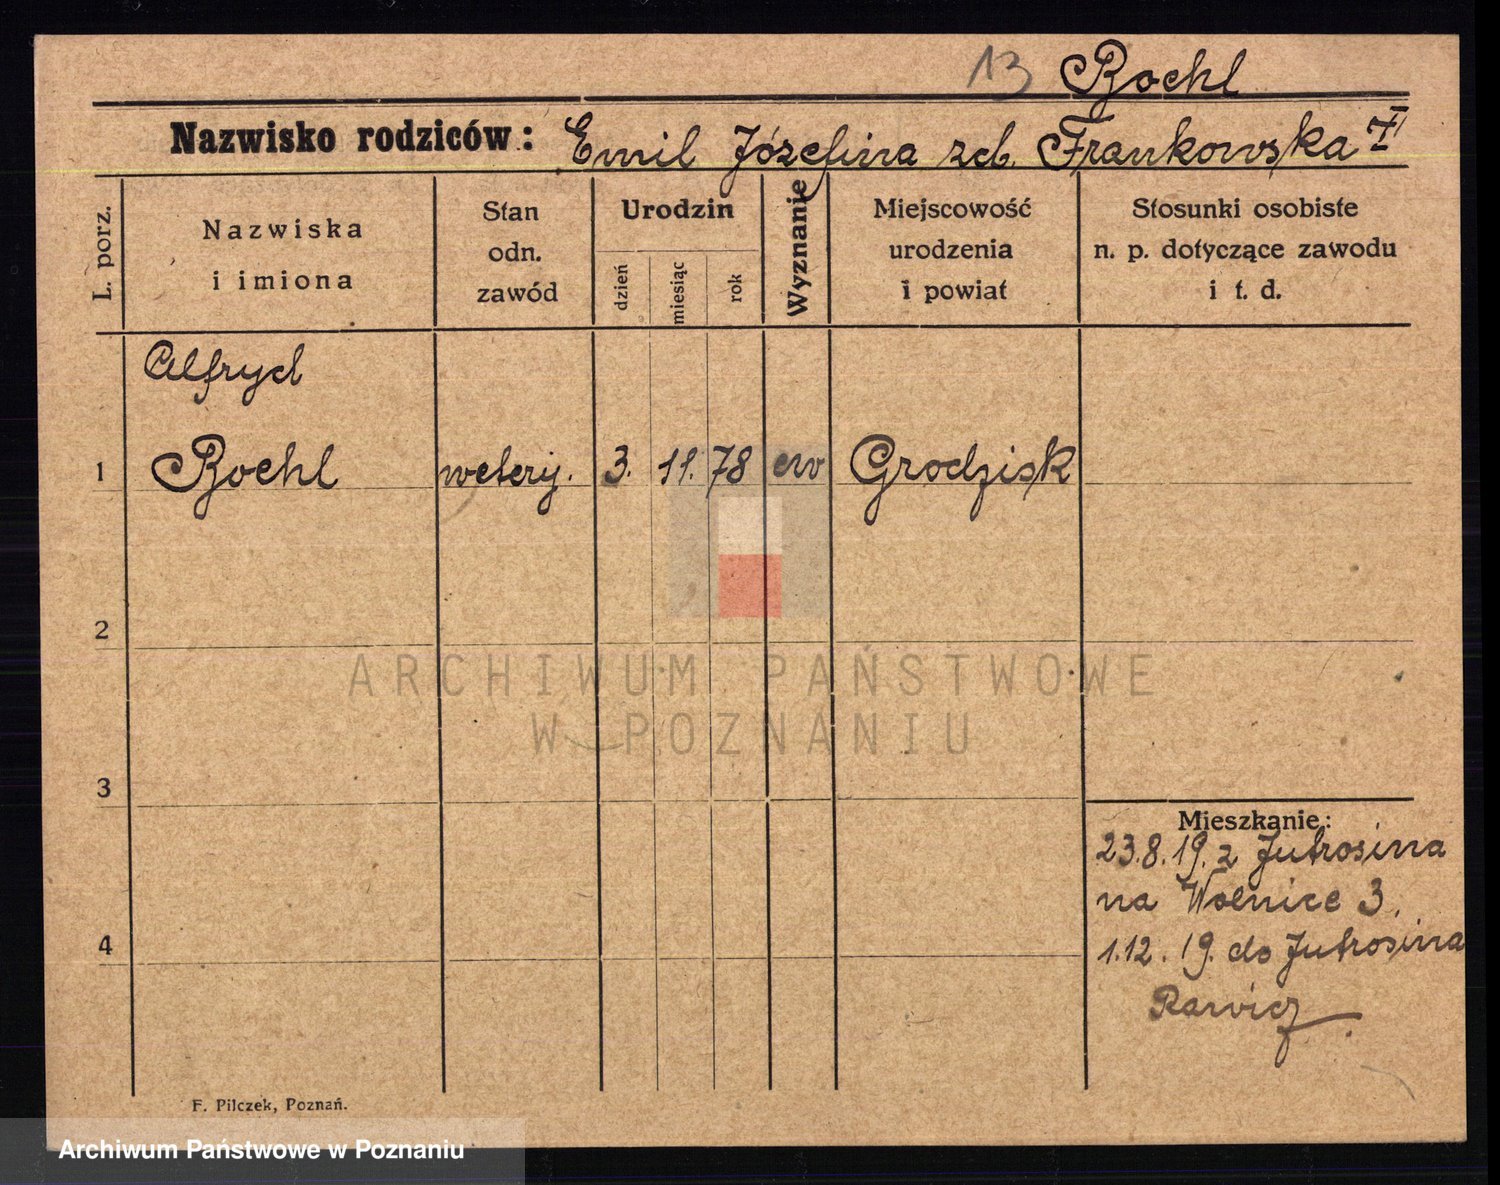 13 Boehl
Nazwisko rodziców: Emil Józefina zd. Frankowska
L. porz.
Nazwiska
i imiona
Stan
odn.
zawód
Urodzin
dzień
miesiąc
rok
Wyznanie
Miejscowość
urodzenia
i powiat
Stosunki osobiste
n. p. dotyczące zawodu
i t. d.
Alfryd
1 Boehl weteryj. 3. 11. 78 ew Grodzisk
2
ARCHIWUM PAŃSTWOWE
W POZNANIU
3
Mieszkanie:
23.8.19. z Jutrosina
na Wolnice 3.
4
1.12.19. do Jutrosina
Rawicz
F. Pilczek, Poznań.
Archiwum Państwowe w Poznaniu